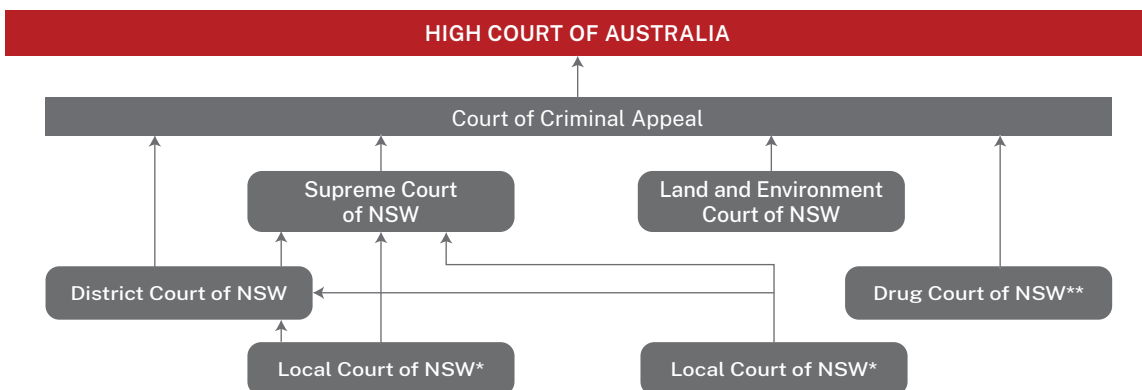 HIGH COURT OF AUSTRALIA
Court of Criminal Appeal
Supreme Court
of NSW
Land and Environment
Court of NSW
District Court of NSW
Drug Court of NSW**
Local Court of NSW*
Local Court of NSW*